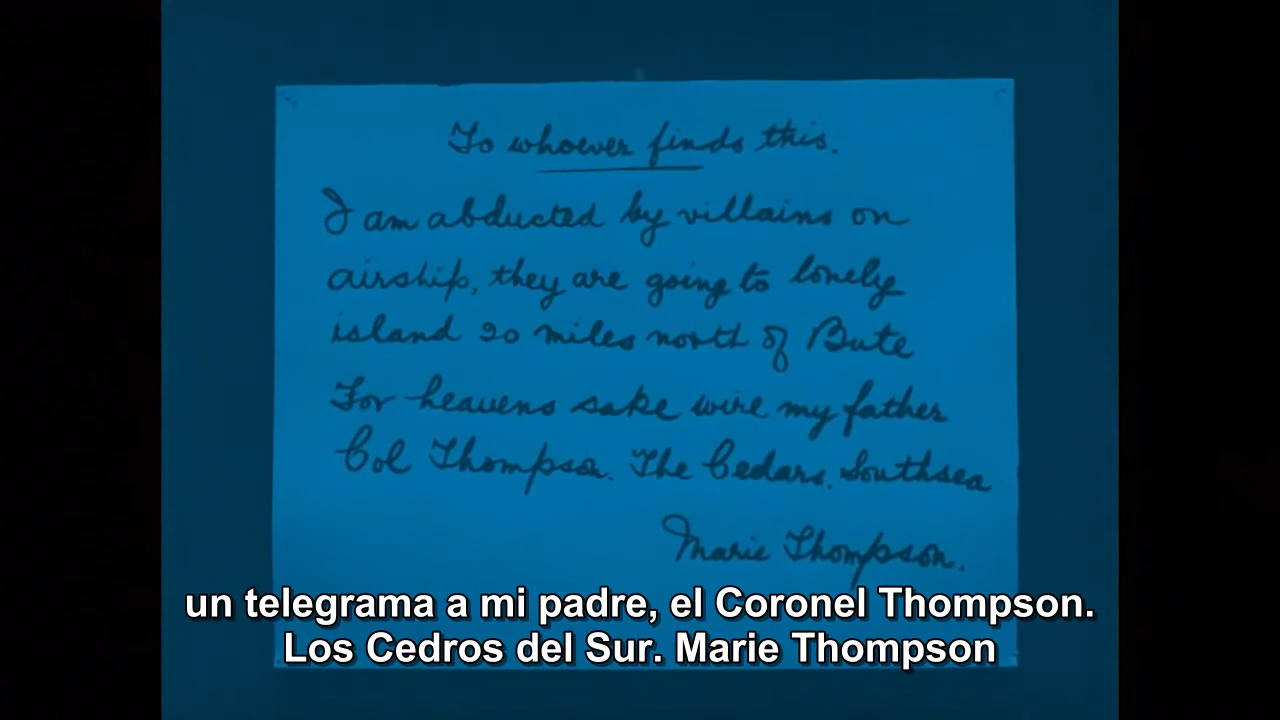 To whoever finds this.
I am abducted by villains on
airship, they are going to lonely
island 20 miles north of Bute
For heavens sake wire my father
Col Thompson. The Cedars. Southsea
Marie Thompson.
un telegrama a mi padre, el Coronel Thompson.
Los Cedros del Sur. Marie Thompson